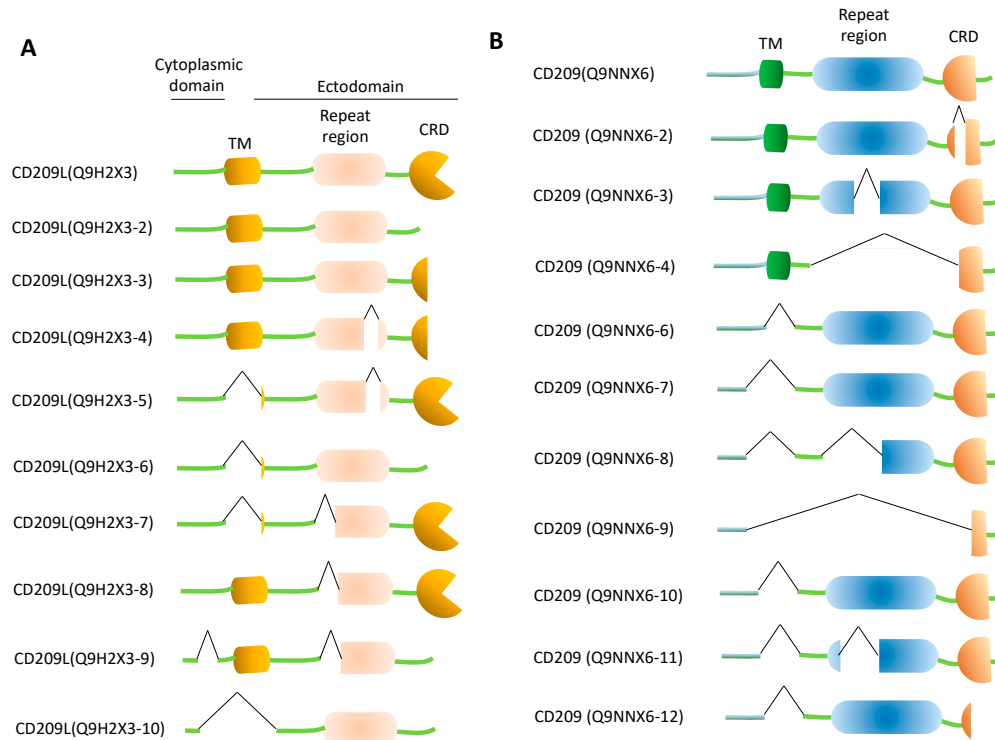 A
Cytoplasmic
domain
Ectodomain
TM
Repeat
region
CRD
CD209L(Q9H2X3)
CD209L(Q9H2X3-2)
CD209L(Q9H2X3-3)
CD209L(Q9H2X3-4)
CD209L(Q9H2X3-5)
CD209L(Q9H2X3-6)
CD209L(Q9H2X3-7)
CD209L(Q9H2X3-8)
CD209L(Q9H2X3-9)
CD209L(Q9H2X3-10)
B
TM
Repeat
region
CRD
CD209(Q9NNX6)
CD209 (Q9NNX6-2)
CD209 (Q9NNX6-3)
CD209 (Q9NNX6-4)
CD209 (Q9NNX6-6)
CD209 (Q9NNX6-7)
CD209 (Q9NNX6-8)
CD209 (Q9NNX6-9)
CD209 (Q9NNX6-10)
CD209 (Q9NNX6-11)
CD209 (Q9NNX6-12)